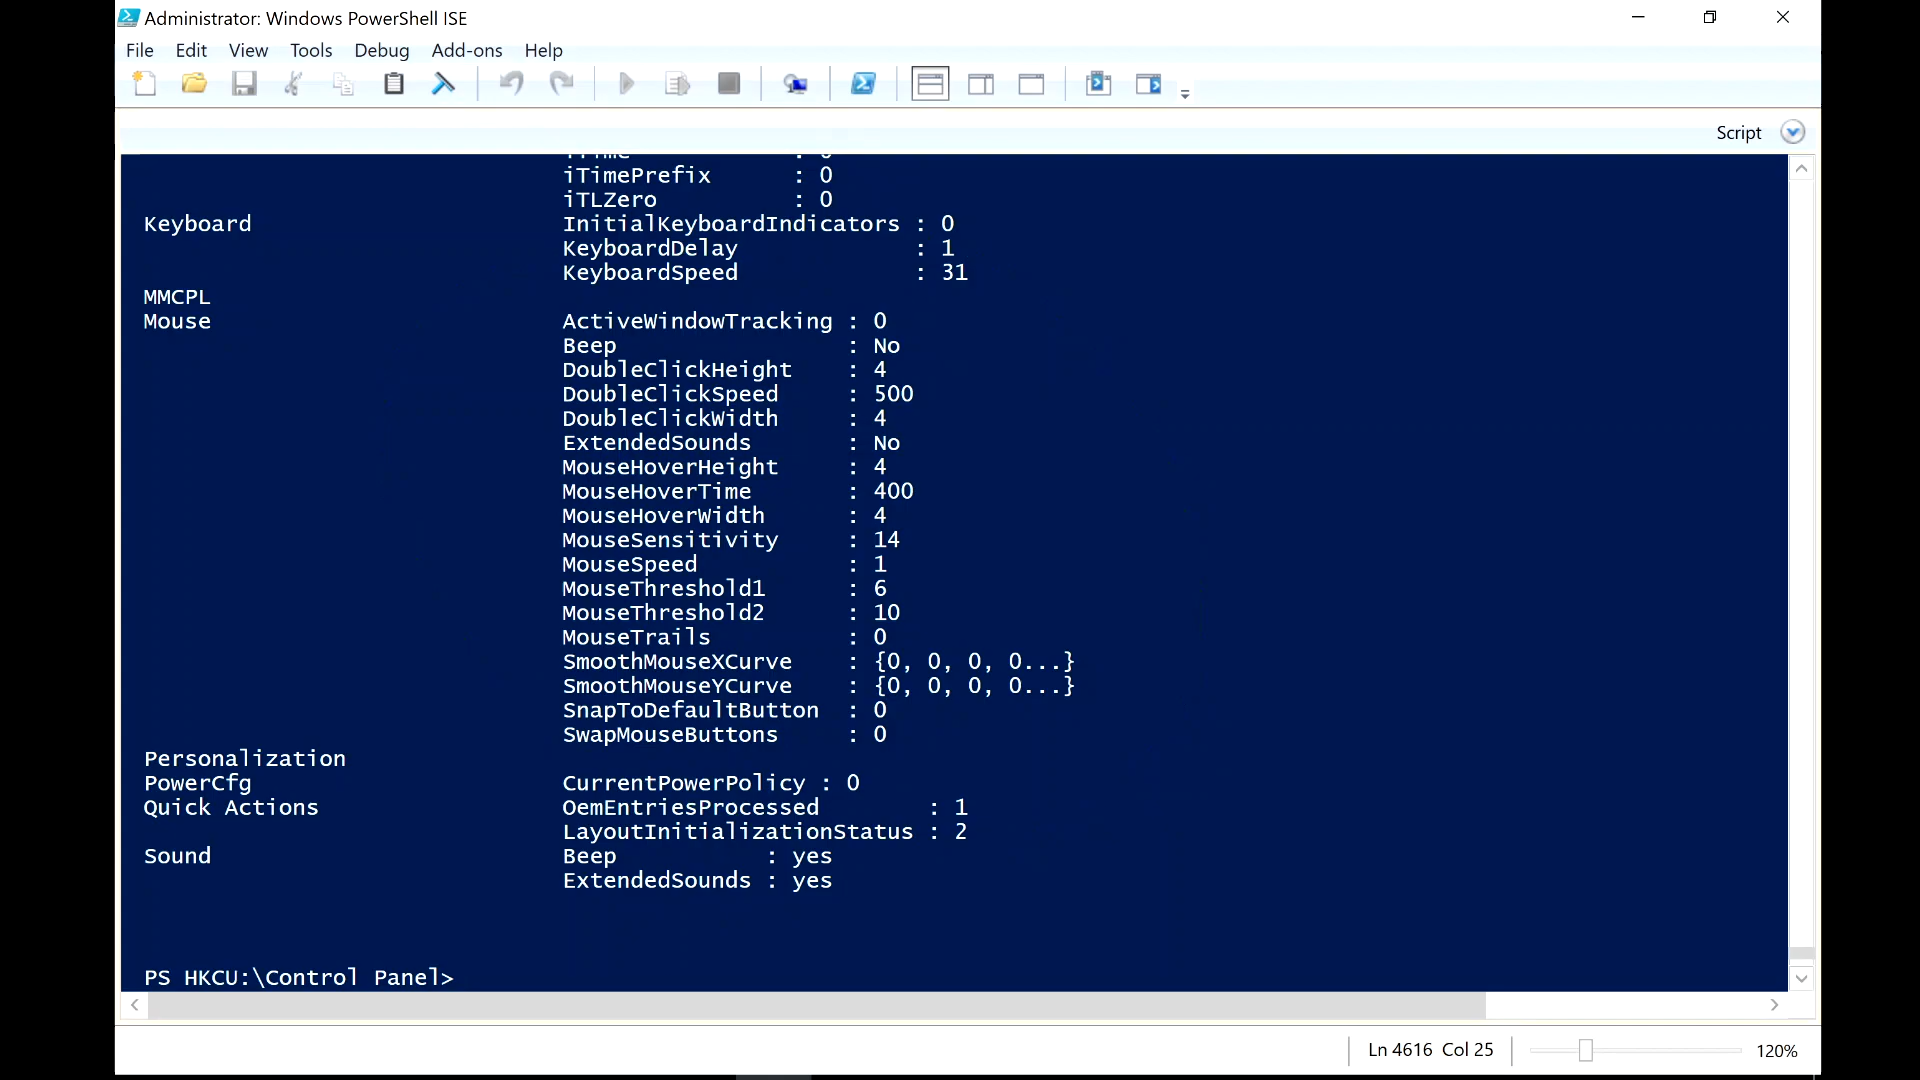 Administrator: Windows PowerShell ISE
File Edit View Tools Debug Add-ons Help
Script
iTime : 0
iTimePrefix : 0
iTLZero : 0
Keyboard InitialKeyboardIndicators : 0
KeyboardDelay : 1
KeyboardSpeed : 31
MMCPL
Mouse ActiveWindowTracking : 0
Beep : No
DoubleClickHeight : 4
DoubleClickSpeed : 500
DoubleClickWidth : 4
ExtendedSounds : No
MouseHoverHeight : 4
MouseHoverTime : 400
MouseHoverWidth : 4
MouseSensitivity : 14
MouseSpeed : 1
MouseThreshold1 : 6
MouseThreshold2 : 10
MouseTrails : 0
SmoothMouseXCurve : {0, 0, 0, 0...}
SmoothMouseYCurve : {0, 0, 0, 0...}
SnapToDefaultButton : 0
SwapMouseButtons : 0
Personalization
PowerCfg CurrentPowerPolicy : 0
Quick Actions OemEntriesProcessed : 1
LayoutInitializationStatus : 2
Sound Beep : yes
ExtendedSounds : yes
PS HKCU:\Control Panel>
Ln 4616 Col 25 120%